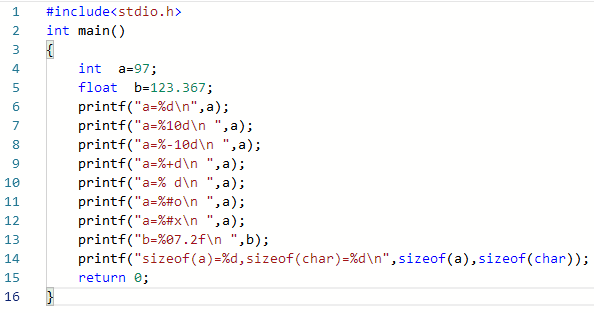 1 #include<stdio.h>
2 int main()
3 {
4     int  a=97;
5     float  b=123.367;
6     printf("a=%d\n",a);
7     printf("a=%10d\n ",a);
8     printf("a=%-10d\n ",a);
9     printf("a=%+d\n ",a);
10     printf("a=% d\n ",a);
11     printf("a=%#o\n ",a);
12     printf("a=%#x\n ",a);
13     printf("b=%07.2f\n ",b);
14     printf("sizeof(a)=%d,sizeof(char)=%d\n",sizeof(a),sizeof(char));
15     return 0;
16 }